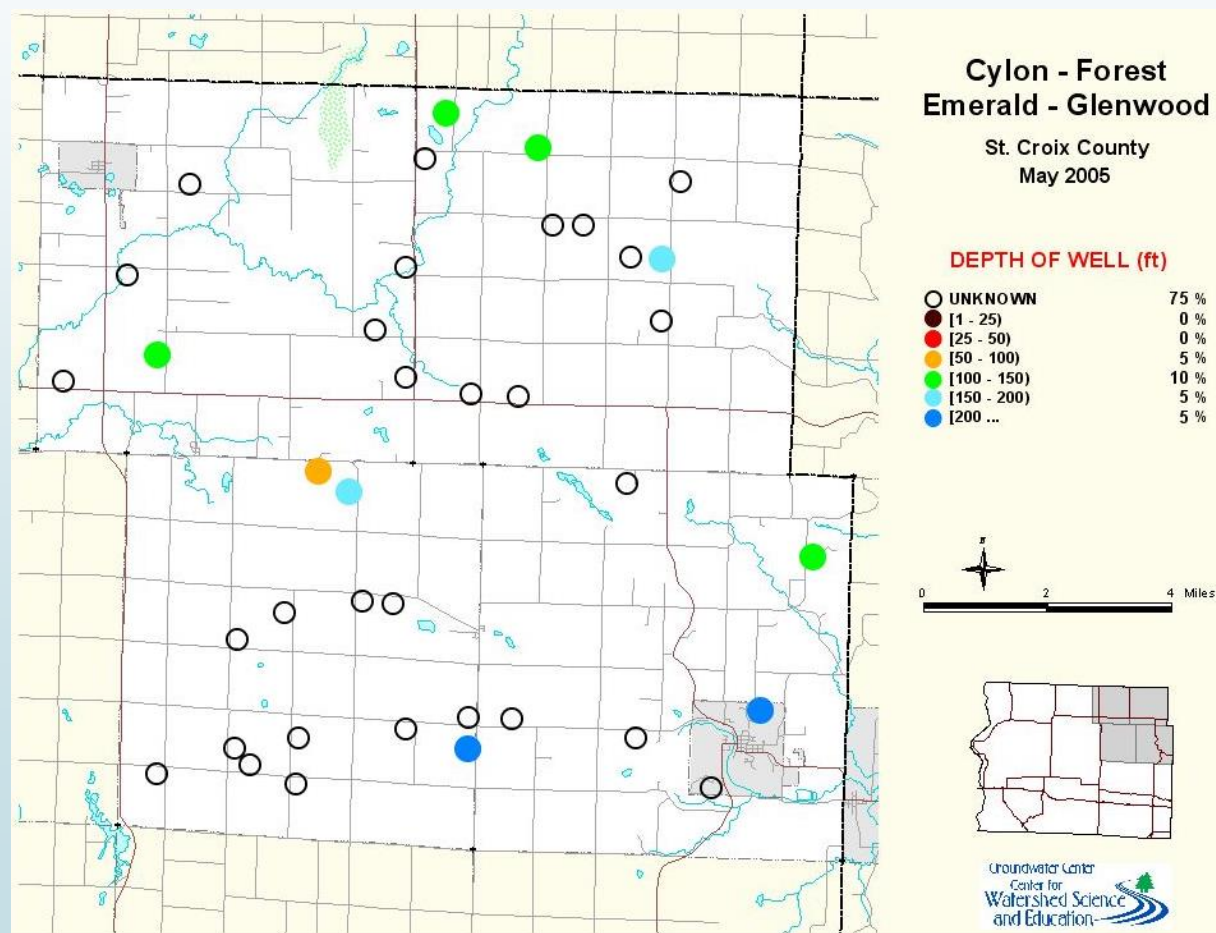 Cylon - Forest
Emerald - Glenwood
St. Croix County
May 2005
DEPTH OF WELL (ft)
UNKNOWN 75 %
[1 - 25) 0 %
[25 - 50) 0 %
[50 - 100) 5 %
[100 - 150) 10 %
[150 - 200) 5 %
[200 ... 5 %
N
0 2 4 Miles
Groundwater Center
Center for
Watershed Science
and Education